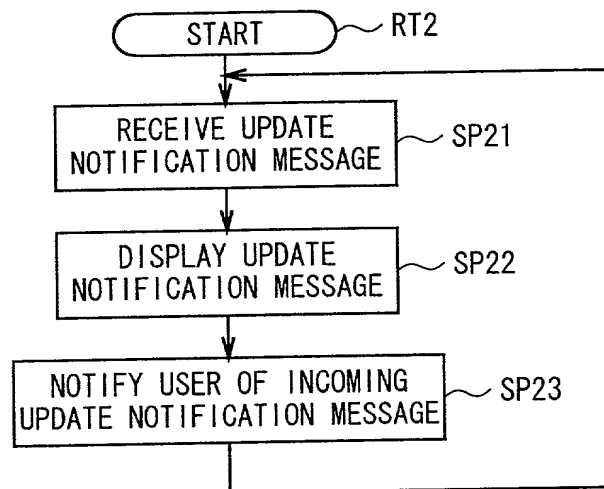 START
RT2
RECEIVE UPDATE
NOTIFICATION MESSAGE
SP21
DISPLAY UPDATE
NOTIFICATION MESSAGE
SP22
NOTIFY USER OF INCOMING
UPDATE NOTIFICATION MESSAGE
SP23